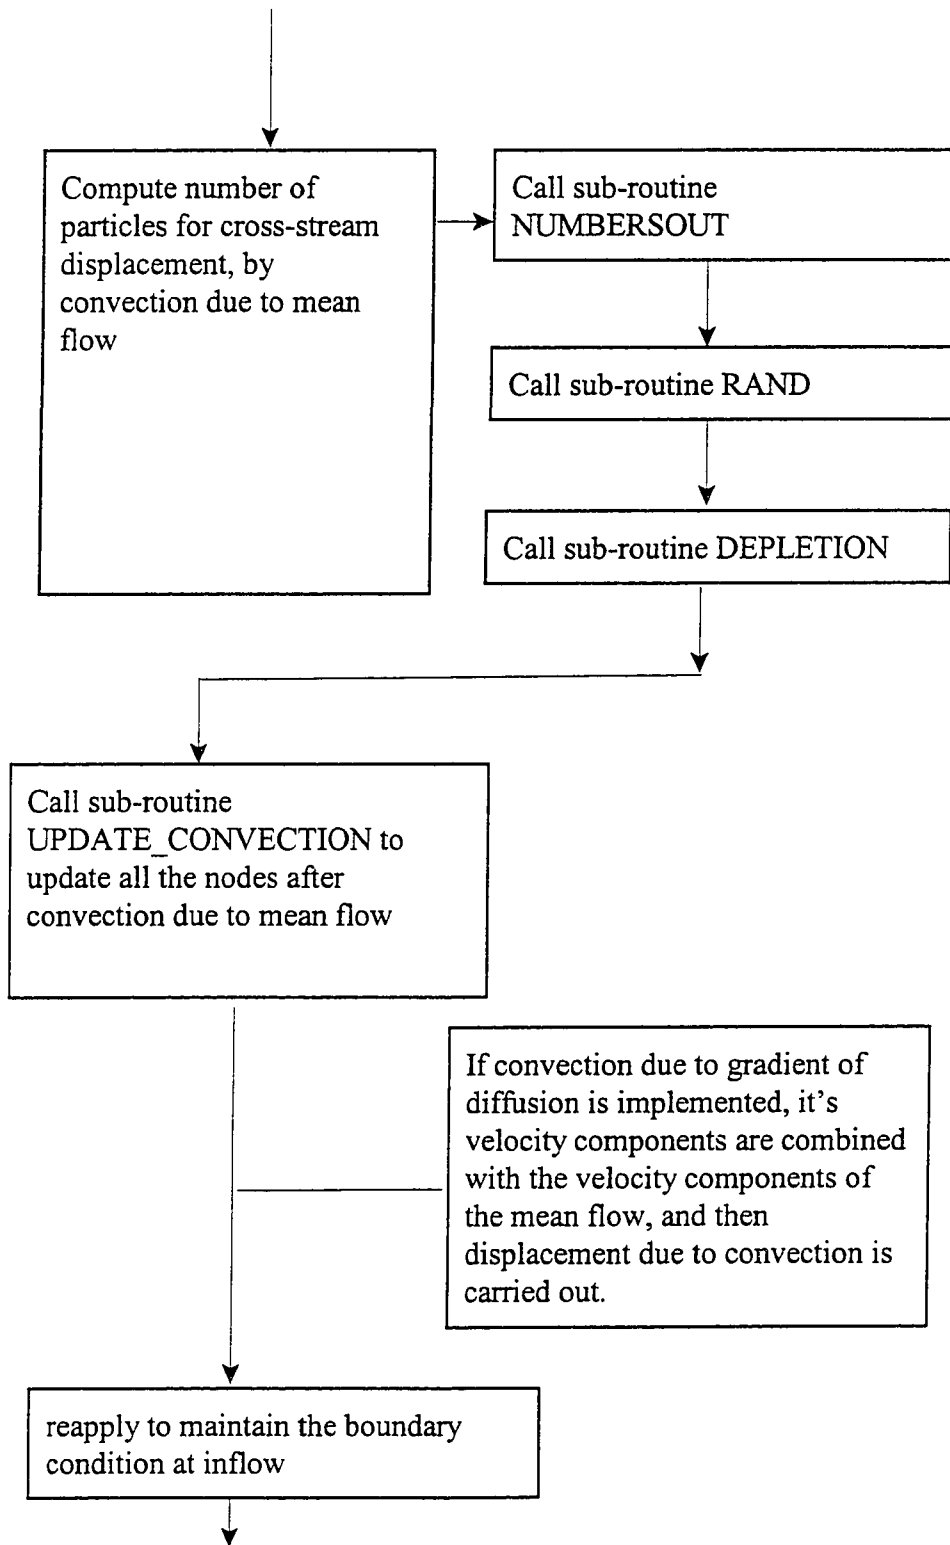 Compute number of
particles for cross-stream
displacement, by
convection due to mean
flow
Call sub-routine
NUMBERSOUT
Call sub-routine RAND
Call sub-routine DEPLETION
Call sub-routine
UPDATE_CONVECTION to
update all the nodes after
convection due to mean flow
If convection due to gradient of
diffusion is implemented, it's
velocity components are combined
with the velocity components of
the mean flow, and then
displacement due to convection is
carried out.
reapply to maintain the boundary
condition at inflow